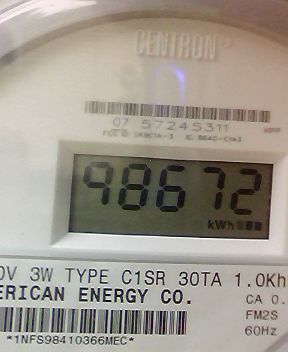 CENTRON
07 57245311
98672
kWh
0V 3W TYPE C1SR 30TA 1.0Kh
ERICAN ENERGY CO.
CA 0.
FM2S
60Hz
*1NFS98410366MEC*